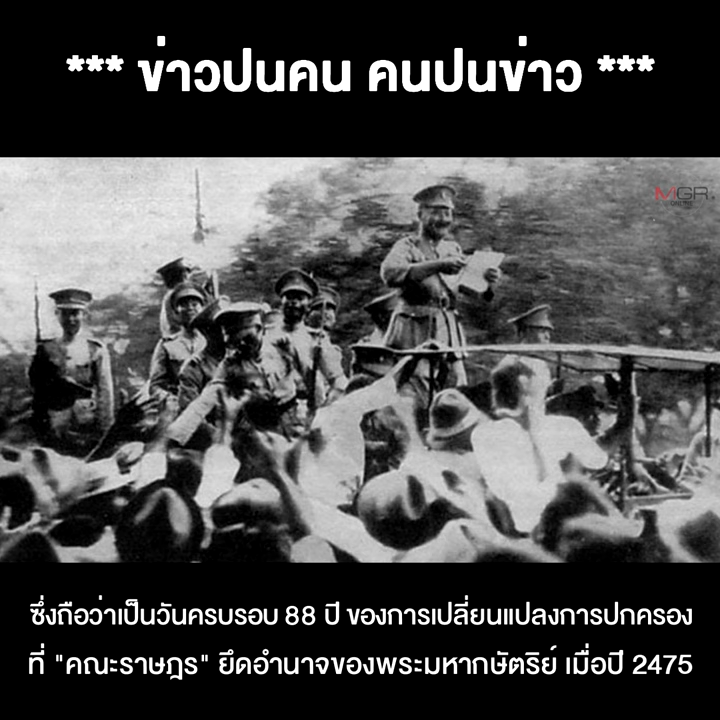 *** ข่าวปนคน คนปนข่าว ***
MGR
ONLINE
ซึ่งถือว่าเป็นวันครบรอบ 88 ปี ของการเปลี่ยนแปลงการปกครอง
ที่ "คณะราษฎร" ยึดอำนาจของพระมหากษัตริย์ เมื่อปี 2475